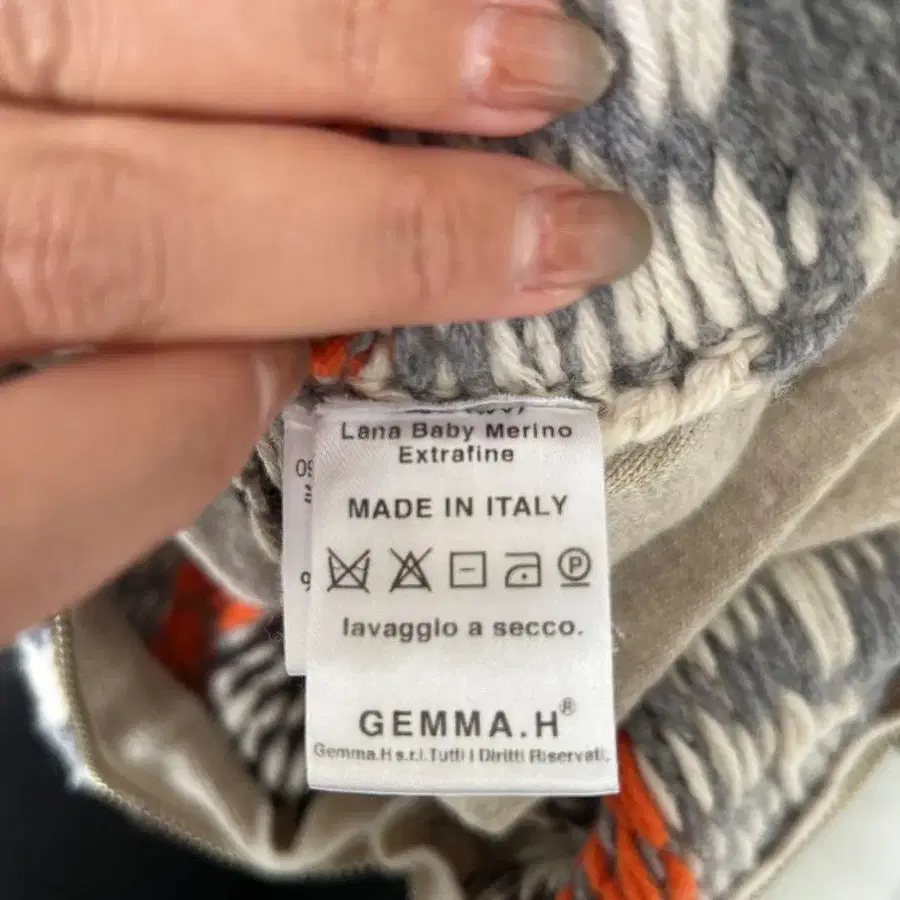 Lana Baby Merino
Extrafine
MADE IN ITALY
P
lavaggio a secco.
GEMMA.H®
Gemma.H s.r.l. Tutti i Diritti Riservati.